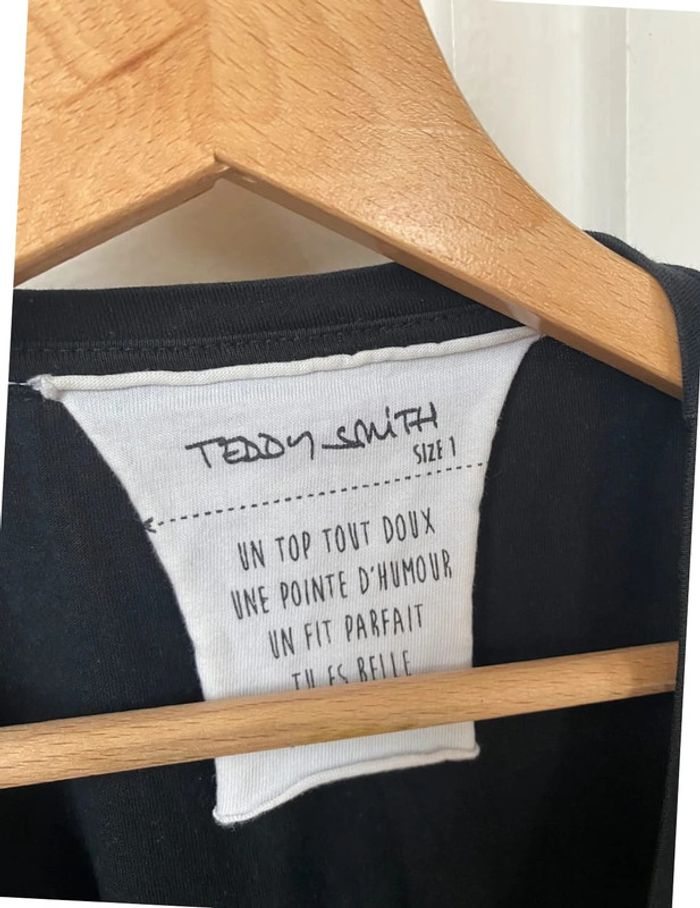 TEDDY SMITH
SIZE 1
UN TOP TOUT DOUX
UNE POINTE D'HUMOUR
UN FIT PARFAIT
TU ES BELLE